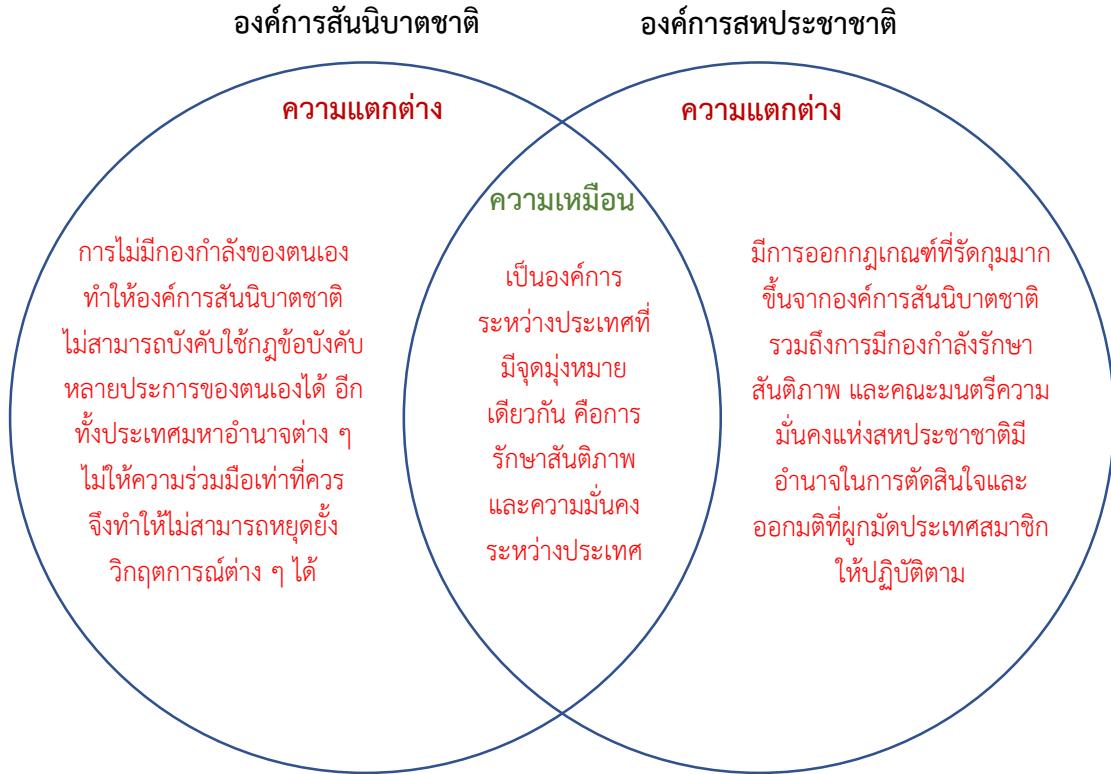 องค์การสันนิบาตชาติ
องค์การสหประชาชาติ
ความแตกต่าง
การไม่มีกองกำลังของตนเอง
ทำให้องค์การสันนิบาตชาติ
ไม่สามารถบังคับใช้กฎข้อบังคับ
หลายประการของตนเองได้ อีก
ทั้งประเทศมหาอำนาจต่าง ๆ
ไม่ให้ความร่วมมือเท่าที่ควร
จึงทำให้ไม่สามารถหยุดยั้ง
วิกฤตการณ์ต่าง ๆ ได้
ความเหมือน
เป็นองค์การ
ระหว่างประเทศที่
มีจุดมุ่งหมาย
เดียวกัน คือการ
รักษาสันติภาพ
และความมั่นคง
ระหว่างประเทศ
ความแตกต่าง
มีการออกกฎเกณฑ์ที่รัดกุมมาก
ขึ้นจากองค์การสันนิบาตชาติ
รวมถึงการมีกองกำลังรักษา
สันติภาพ และคณะมนตรีความ
มั่นคงแห่งสหประชาชาติมี
อำนาจในการตัดสินใจและ
ออกมติที่ผูกมัดประเทศสมาชิก
ให้ปฏิบัติตาม